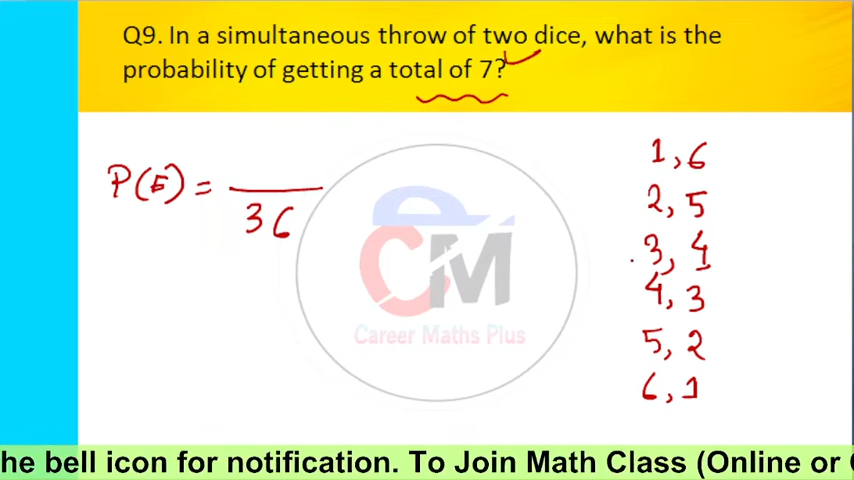 Q9. In a simultaneous throw of two dice, what is the
probability of getting a total of 7?
P(E) = 
36
1, 6
2, 5
3, 4
4, 3
5, 2
6, 1
CM
Career Maths Plus
he bell icon for notification. To Join Math Class (Online or